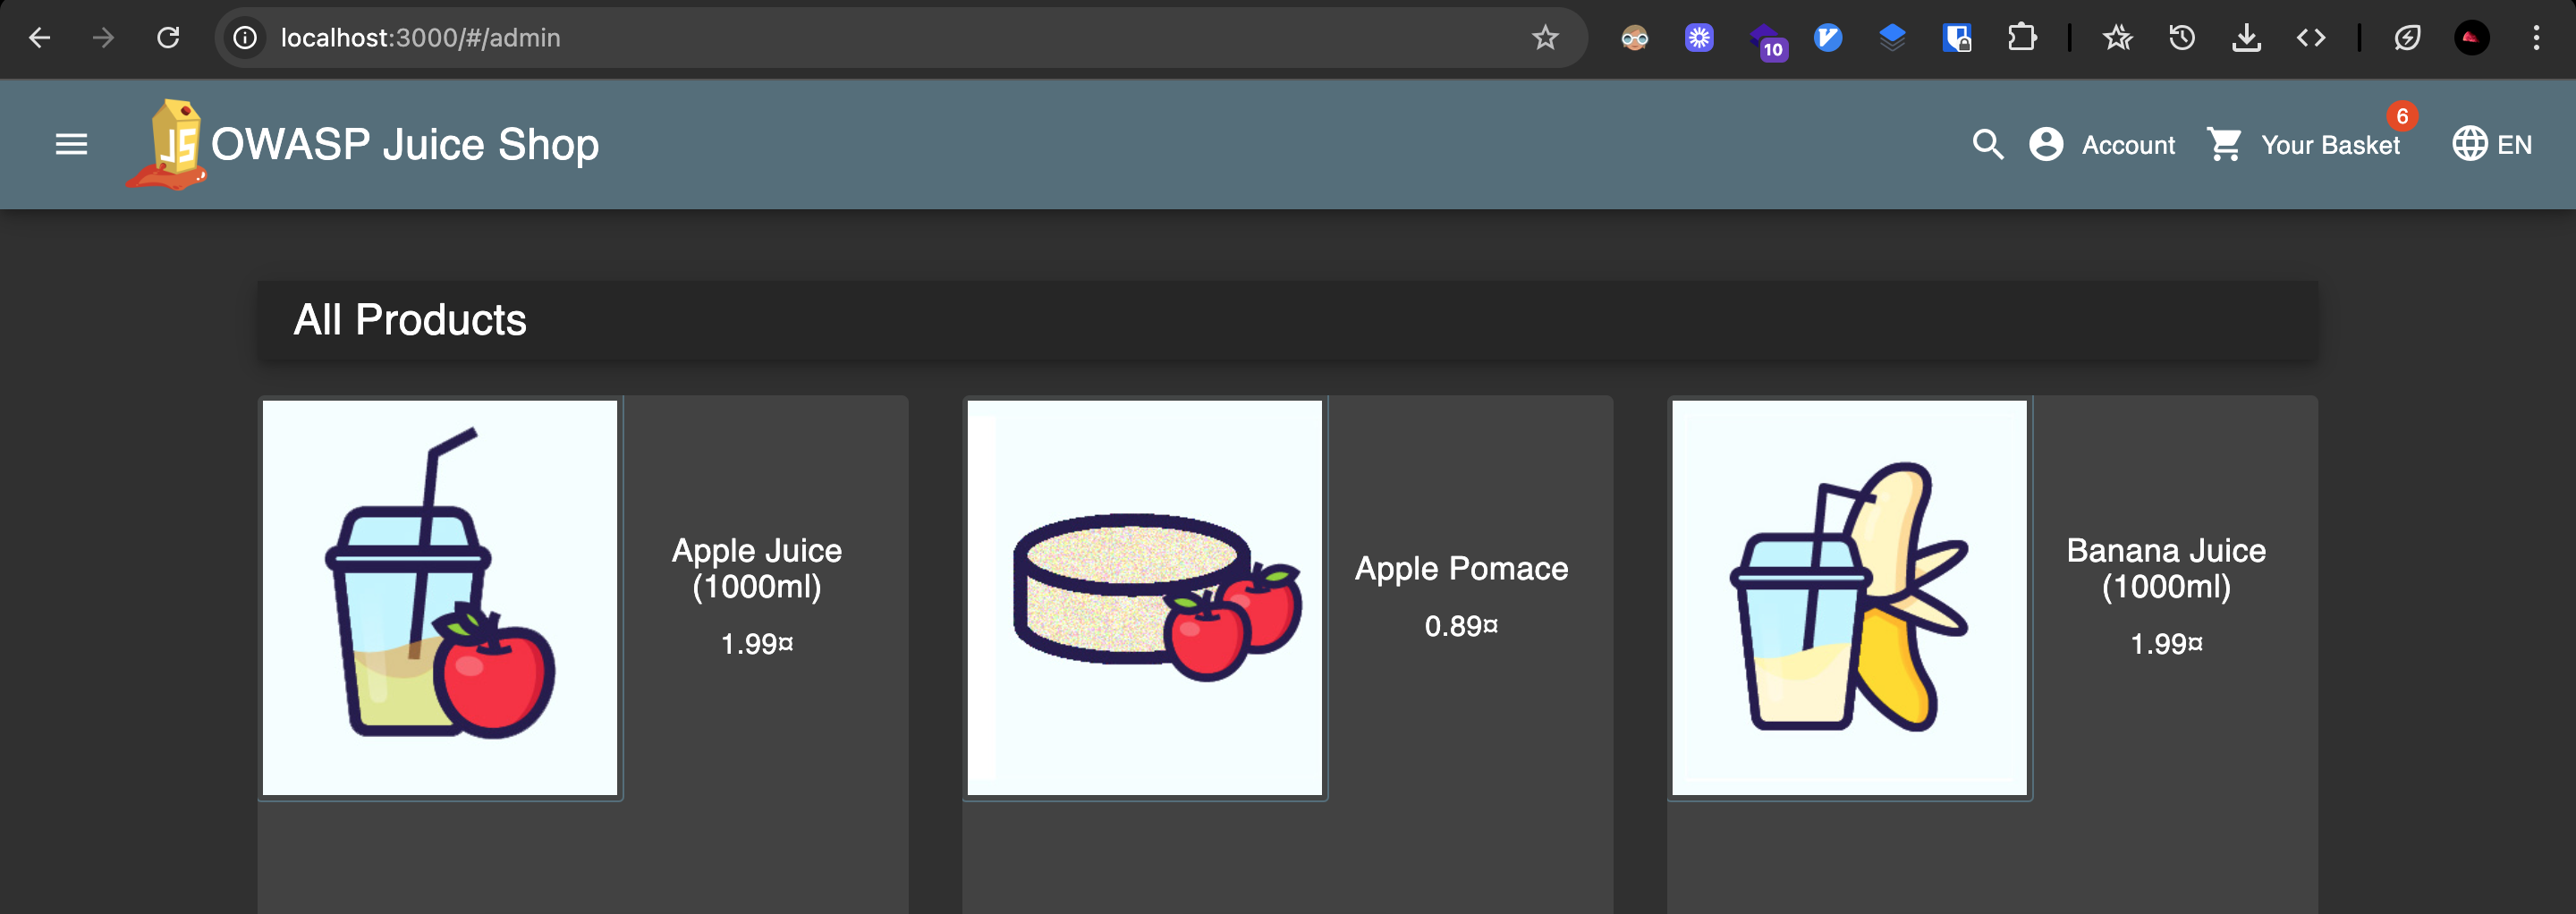 localhost:3000/#/admin
10
JS
OWASP Juice Shop
Account
Your Basket
6
EN
All Products
Apple Juice
(1000ml)
1.99¤
Apple Pomace
0.89¤
Banana Juice
(1000ml)
1.99¤